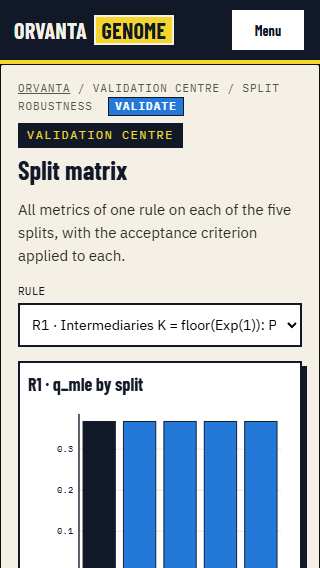 ORVANTA GENOME
Menu
ORVANTA / VALIDATION CENTRE / SPLIT
ROBUSTNESS VALIDATE
VALIDATION CENTRE
Split matrix
All metrics of one rule on each of the five
splits, with the acceptance criterion
applied to each.
RULE
R1 · Intermediaries K = floor(Exp(1)): P
R1 · q_mle by split
0.3
0.2
0.1